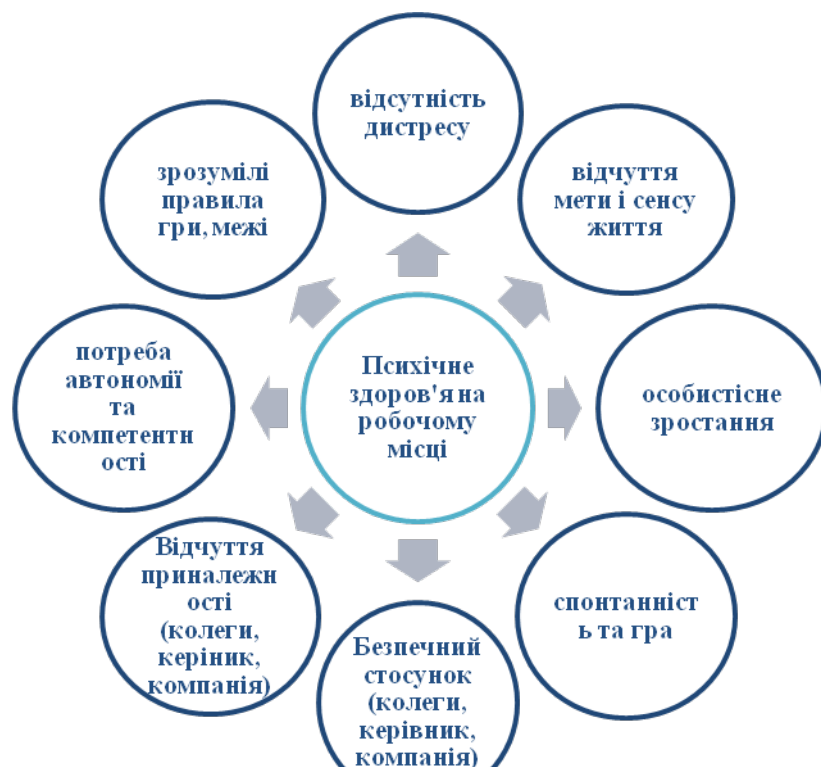 відсутність
дистресу
відчуття
мети і сенсу
життя
особистісне
зростання
спонтанніст
ь та гра
Безпечний
стосунок
(колеги,
керівник,
компанія)
Відчуття
приналежн
ості
(колеги,
керіник,
компанія)
потреба
автономії
та
компетентн
ості
зрозумілі
правила
гри, межі
Психічне
здоров'я на
робочому
місці